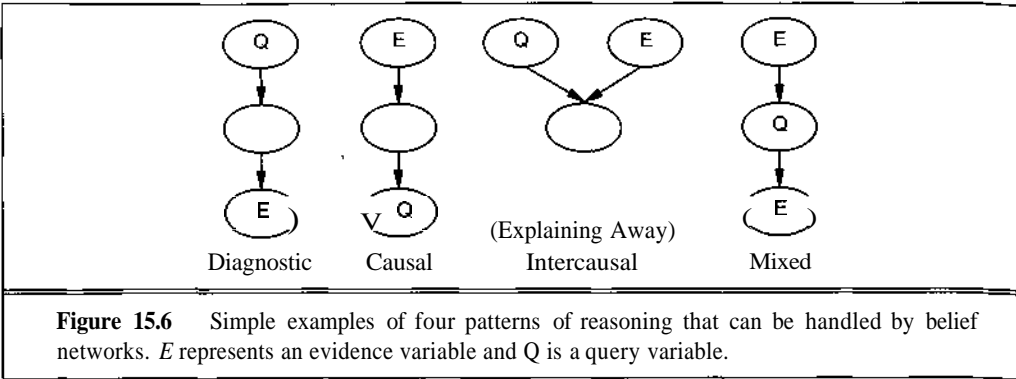 Q E Q E E
Q
E V Q E
(Explaining Away)
Diagnostic Causal Intercausal Mixed
Figure 15.6 Simple examples of four patterns of reasoning that can be handled by belief
networks. E represents an evidence variable and Q is a query variable.